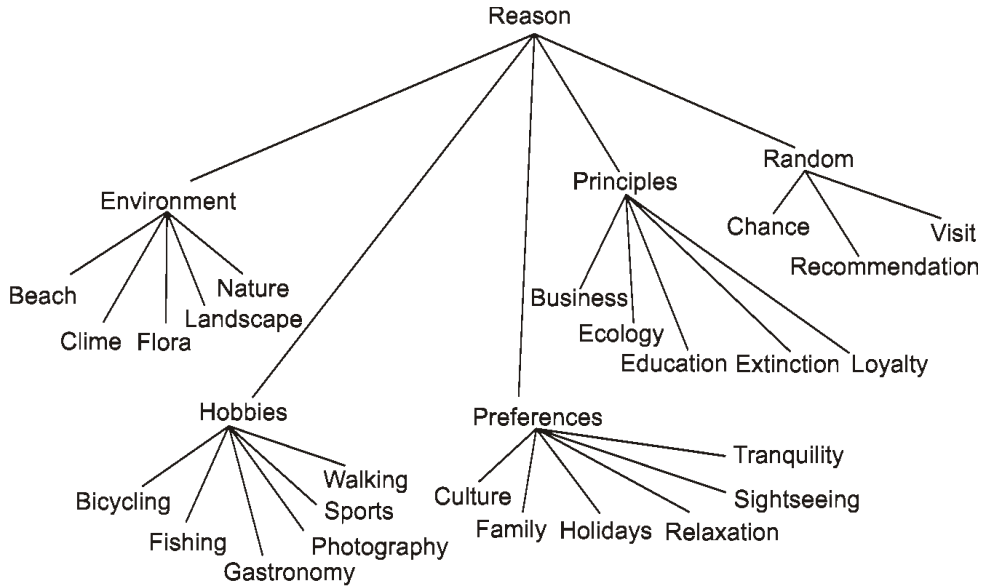 Reason
Environment
Beach
Clime
Flora
Landscape
Nature
Hobbies
Bicycling
Fishing
Gastronomy
Photography
Sports
Walking
Preferences
Culture
Family
Holidays
Relaxation
Sightseeing
Tranquility
Principles
Business
Ecology
Education
Extinction
Loyalty
Random
Chance
Recommendation
Visit